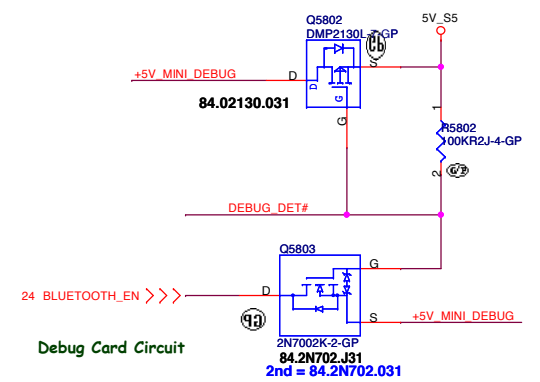 Q5802
5V_S5
DMP2130L-7-GP
S
+5V_MINI_DEBUG
D
D
G
84.02130.031
G
1
R5802
100KR2J-4-GP
2
DEBUG_DET#
Q5803
G
24 BLUETOOTH_EN
D
S
+5V_MINI_DEBUG
2N7002K-2-GP
Debug Card Circuit
84.2N702.J31
2nd = 84.2N702.031